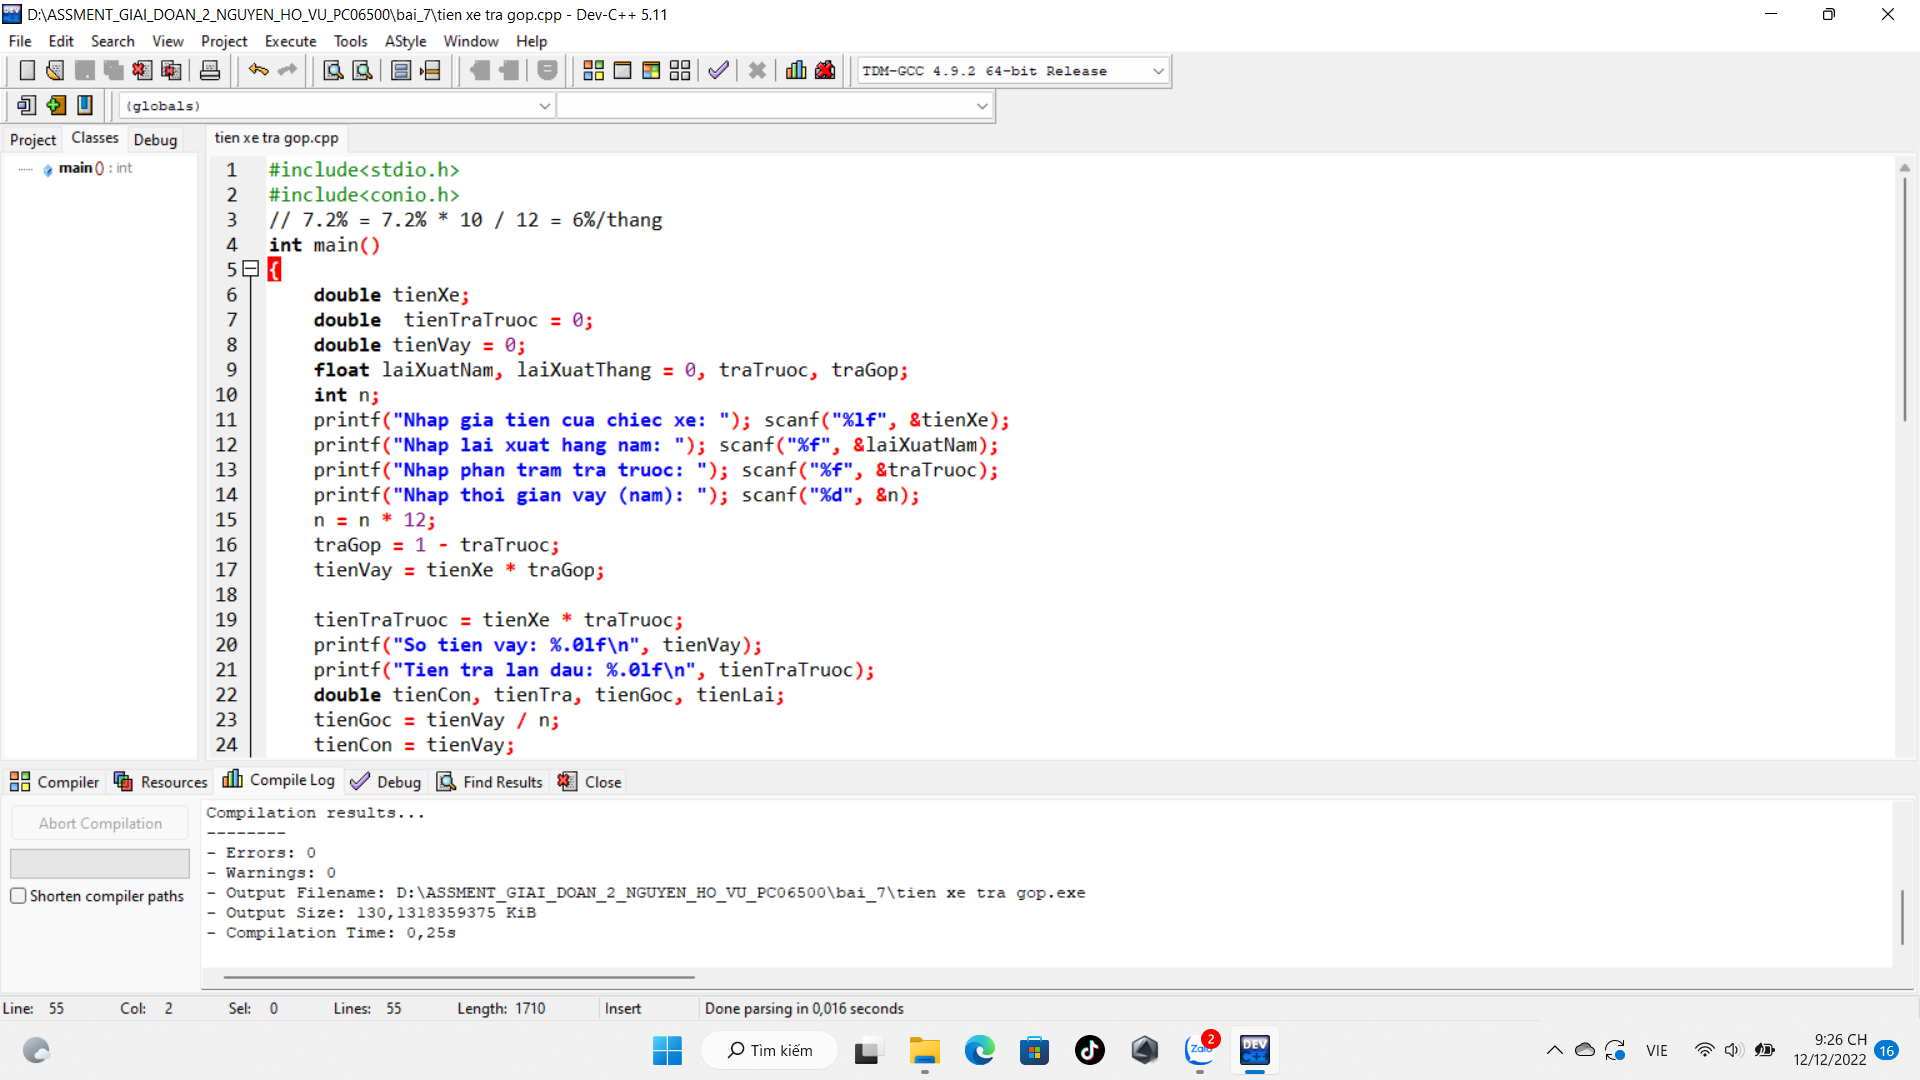 D:\ASSMENT_GIAI_DOAN_2_NGUYEN_HO_VU_PC06500\bai_7\tien xe tra gop.cpp - Dev-C++ 5.11
File Edit Search View Project Execute Tools AStyle Window Help
TDM-GCC 4.9.2 64-bit Release
(globals)
Project Classes Debug tien xe tra gop.cpp
main () : int
1 #include<stdio.h>
2 #include<conio.h>
3 // 7.2% = 7.2% * 10 / 12 = 6%/thang
4 int main()
5 {
6 double tienXe;
7 double  tienTraTruoc = 0;
8 double tienVay = 0;
9 float laiXuatNam, laiXuatThang = 0, traTruoc, traGop;
10 int n;
11 printf("Nhap gia tien cua chiec xe: "); scanf("%lf", &tienXe);
12 printf("Nhap lai xuat hang nam: "); scanf("%f", &laiXuatNam);
13 printf("Nhap phan tram tra truoc: "); scanf("%f", &traTruoc);
14 printf("Nhap thoi gian vay (nam): "); scanf("%d", &n);
15 n = n * 12;
16 traGop = 1 - traTruoc;
17 tienVay = tienXe * traGop;
18
19 tienTraTruoc = tienXe * traTruoc;
20 printf("So tien vay: %.0lf\n", tienVay);
21 printf("Tien tra lan dau: %.0lf\n", tienTraTruoc);
22 double tienCon, tienTra, tienGoc, tienLai;
23 tienGoc = tienVay / n;
24 tienCon = tienVay;
Compiler Resources Compile Log Debug Find Results Close
Abort Compilation
Shorten compiler paths
Compilation results...
--------
- Errors: 0
- Warnings: 0
- Output Filename: D:\ASSMENT_GIAI_DOAN_2_NGUYEN_HO_VU_PC06500\bai_7\tien xe tra gop.exe
- Output Size: 130,1318359375 KiB
- Compilation Time: 0,25s
Line: 55 Col: 2 Sel: 0 Lines: 55 Length: 1710 Insert Done parsing in 0,016 seconds
Tìm kiếm
Zalo
2
DEV
C++
VIE
9:26 CH
12/12/2022
16